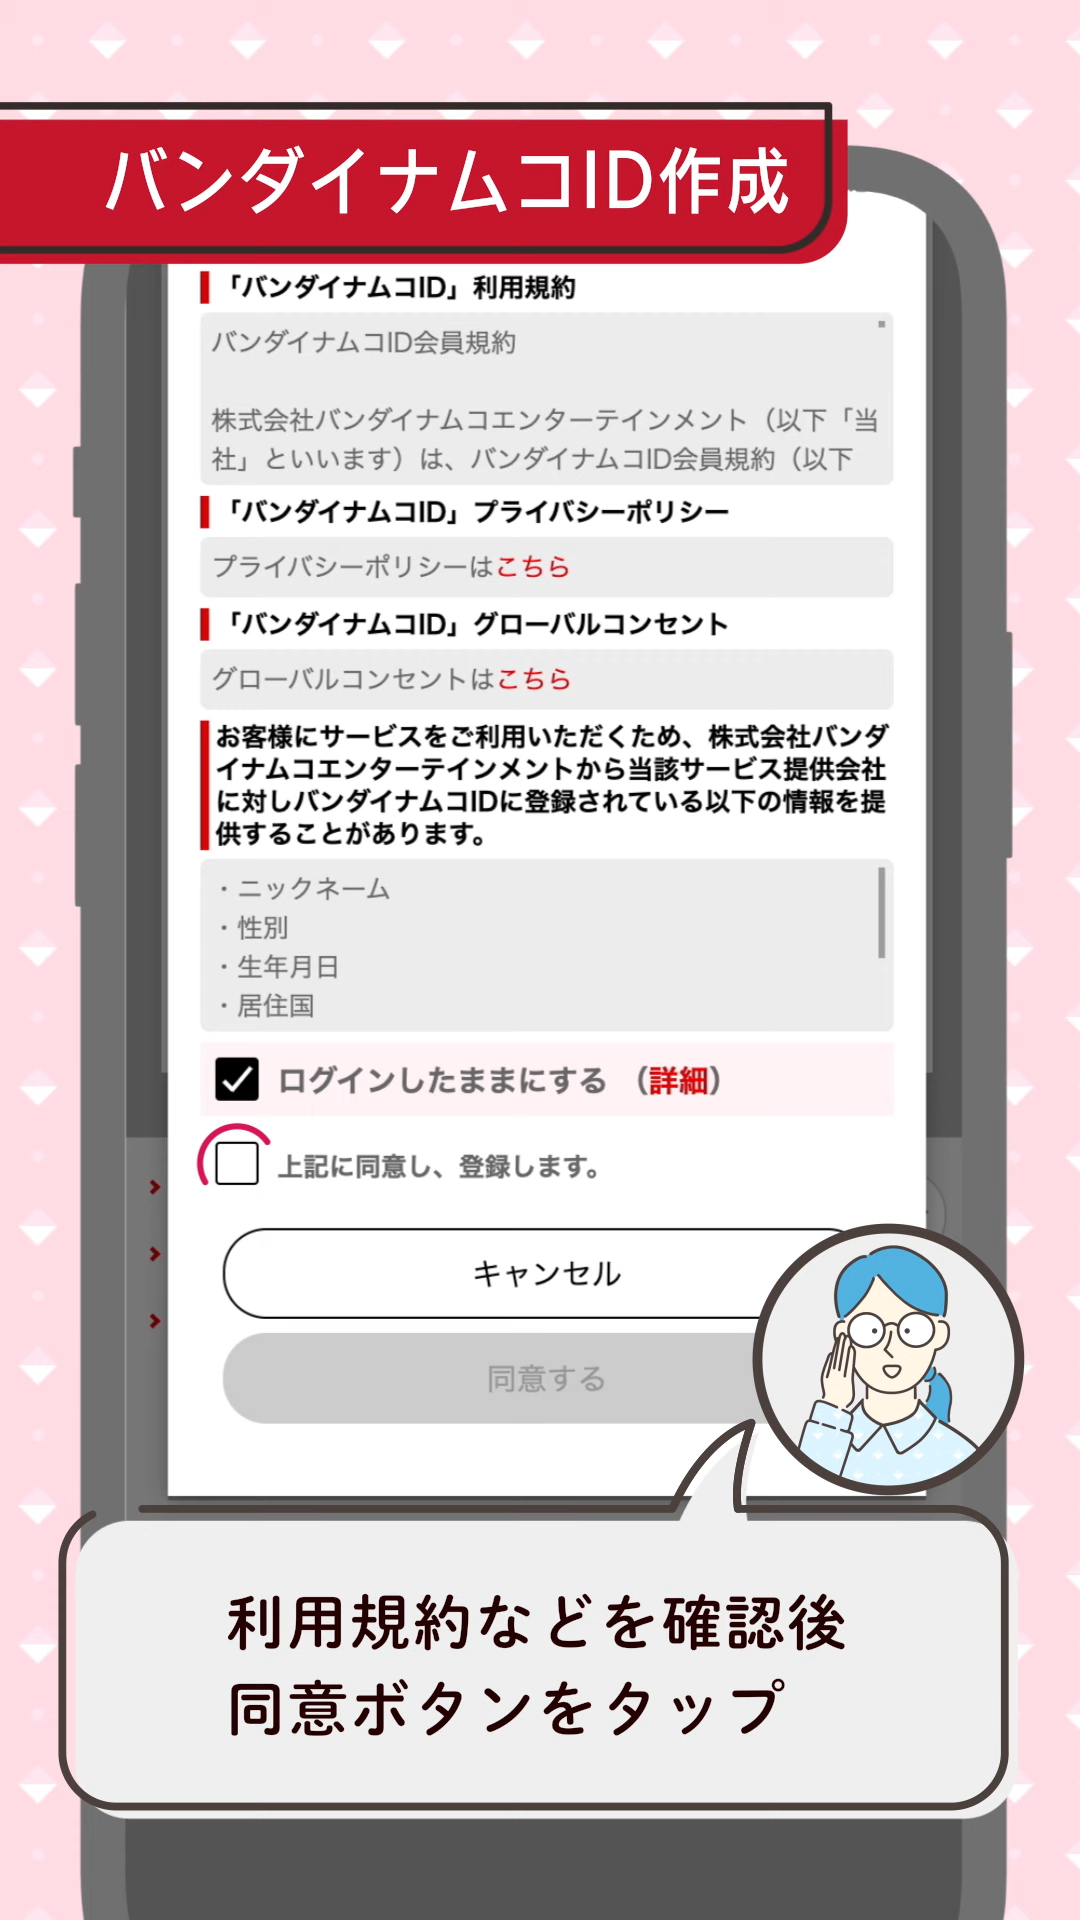 バンダイナムコID作成
「バンダイナムコID」利用規約
バンダイナムコID会員規約
株式会社バンダイナムコエンターテインメント（以下「当
社」といいます）は、バンダイナムコID会員規約（以下
「バンダイナムコID」プライバシーポリシー
プライバシーポリシーはこちら
「バンダイナムコID」グローバルコンセント
グローバルコンセントはこちら
お客様にサービスをご利用いただくため、株式会社バンダ
イナムコエンターテインメントから当該サービス提供会社
に対しバンダイナムコIDに登録されている以下の情報を提
供することがあります。
・ニックネーム
・性別
・生年月日
・居住国
ログインしたままにする （詳細）
上記に同意し、登録します。
キャンセル
同意する
利用規約などを確認後
同意ボタンをタップ